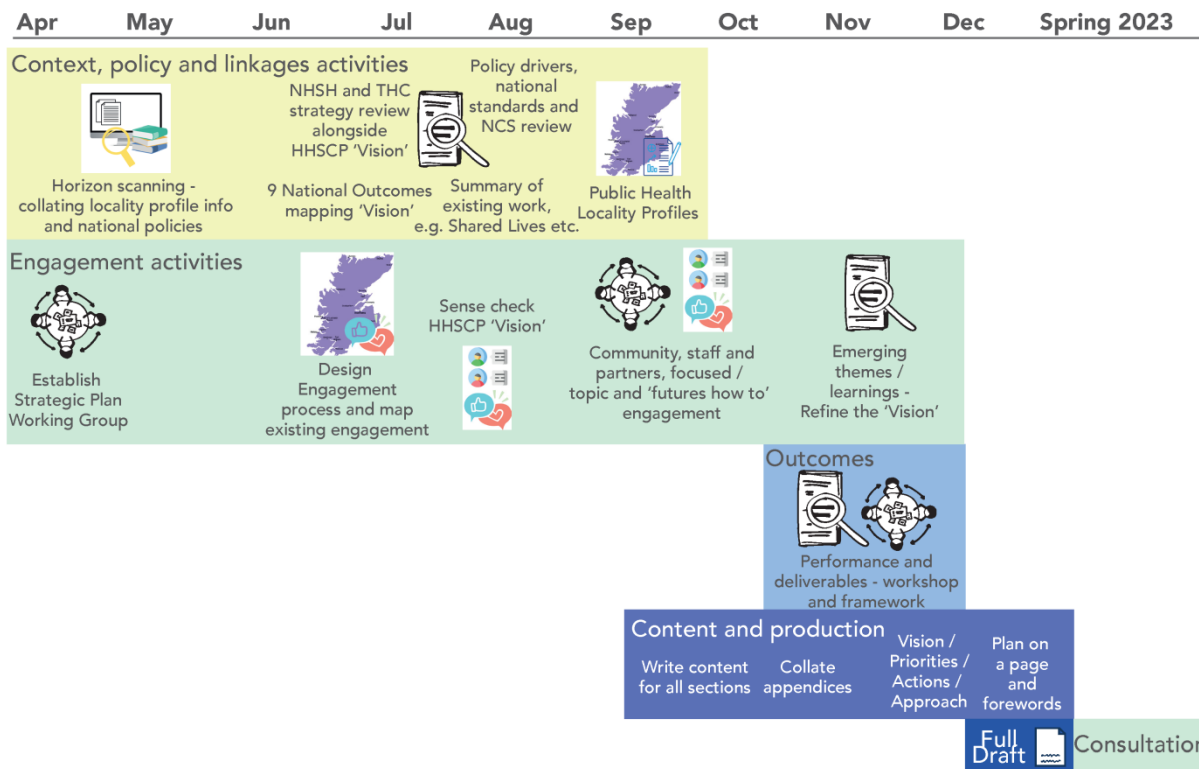 Apr May Jun Jul Aug Sep Oct Nov Dec Spring 2023
Context, policy and linkages activities
Horizon scanning -
collating locality profile info
and national policies
NHSH and THC
strategy review
alongside
HHSCP ‘Vision’
9 National Outcomes
mapping ‘Vision’
Policy drivers,
national
standards and
NCS review
Summary of
existing work,
e.g. Shared Lives etc.
Public Health
Locality Profiles
Engagement activities
Establish
Strategic Plan
Working Group
Design
Engagement
process and map
existing engagement
Sense check
HHSCP ‘Vision’
Community, staff and
partners, focused /
topic and ‘futures how to’
engagement
Emerging
themes /
learnings -
Refine the ‘Vision’
Outcomes
Performance and
deliverables - workshop
and framework
Content and production
Write content
for all sections
Collate
appendices
Vision /
Priorities /
Actions /
Approach
Plan on
a page
and
forewords
Full
Draft
Consultation